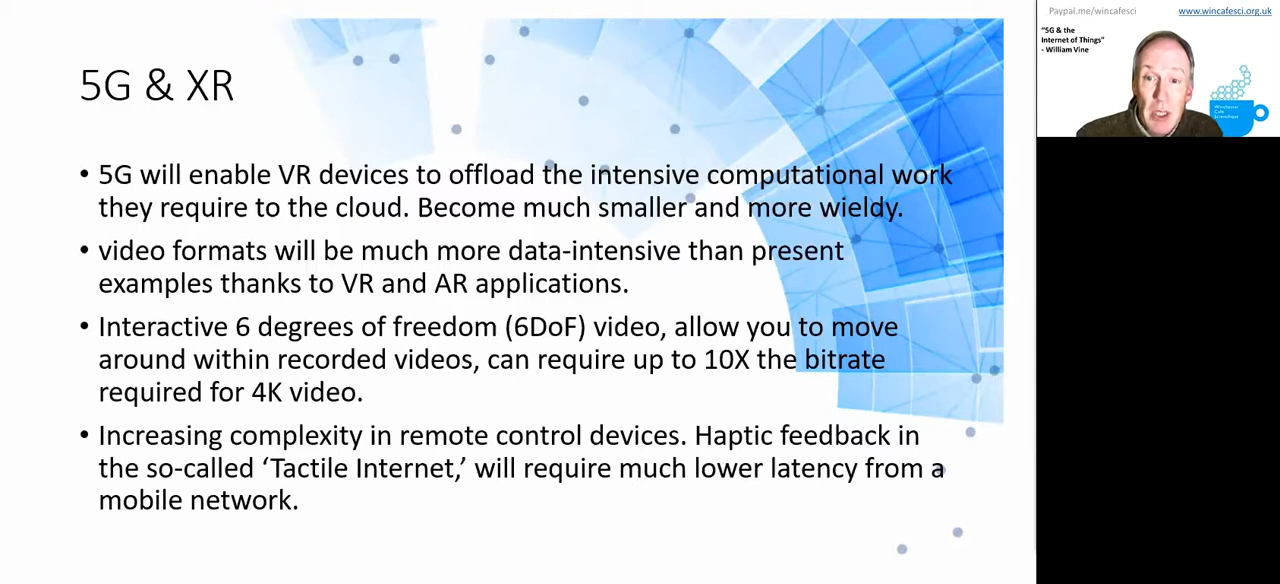 5G & XR
• 5G will enable VR devices to offload the intensive computational work
they require to the cloud. Become much smaller and more wieldy.
• video formats will be much more data-intensive than present
examples thanks to VR and AR applications.
• Interactive 6 degrees of freedom (6DoF) video, allow you to move
around within recorded videos, can require up to 10X the bitrate
required for 4K video.
• Increasing complexity in remote control devices. Haptic feedback in
the so-called ‘Tactile Internet,’ will require much lower latency from a
mobile network.
Paypal.me/wincafesci
www.wincafesci.org.uk
"5G & the
Internet of Things"
- William Vine
Winchester
Café
Scientifique